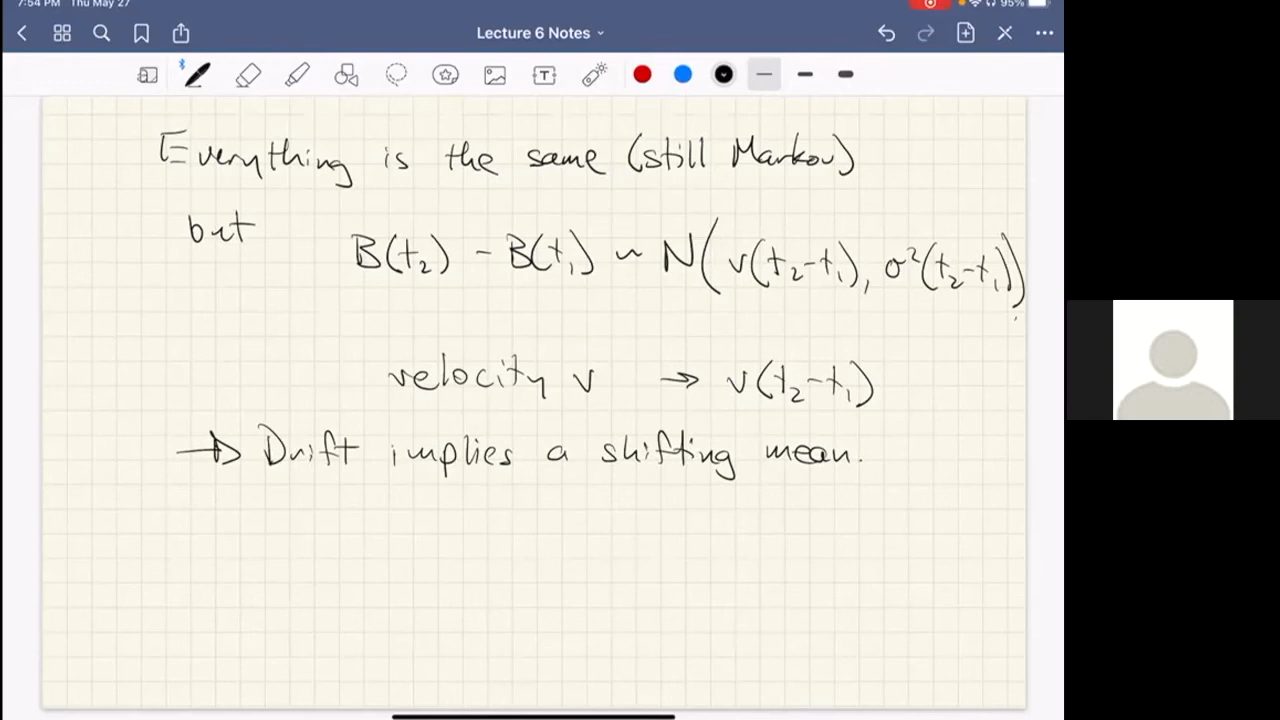 7:54 PM Thu May 27
95%
Lecture 6 Notes
Everything is the same (still Markov)
but B(t₂) - B(t₁) ~ N(v(t₂-t₁), σ²(t₂-t₁))
velocity v → v(t₂-t₁)
→ Drift implies a shifting mean.